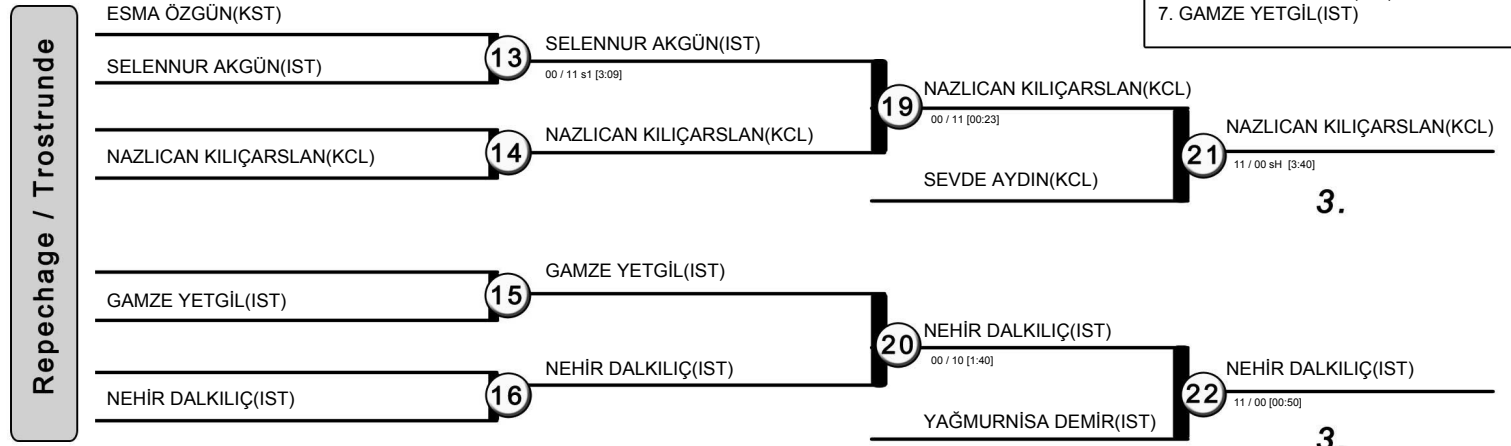 7. GAMZE YETGİL(IST)
Repechage / Trostrunde
ESMA ÖZGÜN(KST)
SELENNUR AKGÜN(IST)
13
SELENNUR AKGÜN(IST)
00 / 11 s1 [3:09]
NAZLICAN KILIÇARSLAN(KCL)
14
NAZLICAN KILIÇARSLAN(KCL)
19
NAZLICAN KILIÇARSLAN(KCL)
00 / 11 [00:23]
SEVDE AYDIN(KCL)
21
NAZLICAN KILIÇARSLAN(KCL)
11 / 00 sH [3:40]
3.
GAMZE YETGİL(IST)
15
GAMZE YETGİL(IST)
NEHİR DALKILIÇ(IST)
16
NEHİR DALKILIÇ(IST)
20
NEHİR DALKILIÇ(IST)
00 / 10 [1:40]
YAĞMURNİSA DEMİR(IST)
22
NEHİR DALKILIÇ(IST)
11 / 00 [00:50]
3